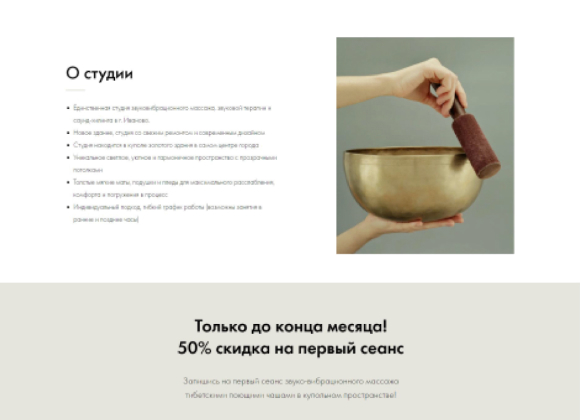 О студии
Единственная студия звуковибрационного массажа, звуковой терапии и
саунд-хилинга в г. Иваново.
Новое здание, студия со свежим ремонтом и современным дизайном
Студия находится в куполе золотого здания в самом центре города
Уникальное светлое, уютное и гармоничное пространство с прозрачными
потолками
Толстые мягкие маты, подушки и пледы для максимального расслабления,
комфорта и погружения в процесс
Индивидуальный подход, гибкий график работы (возможны занятия в
ранние и поздние часы)
Только до конца месяца!
50% скидка на первый сеанс
Запишись на первый сеанс звуко-вибрационного массажа
тибетскими поющими чашами в купольном пространстве!